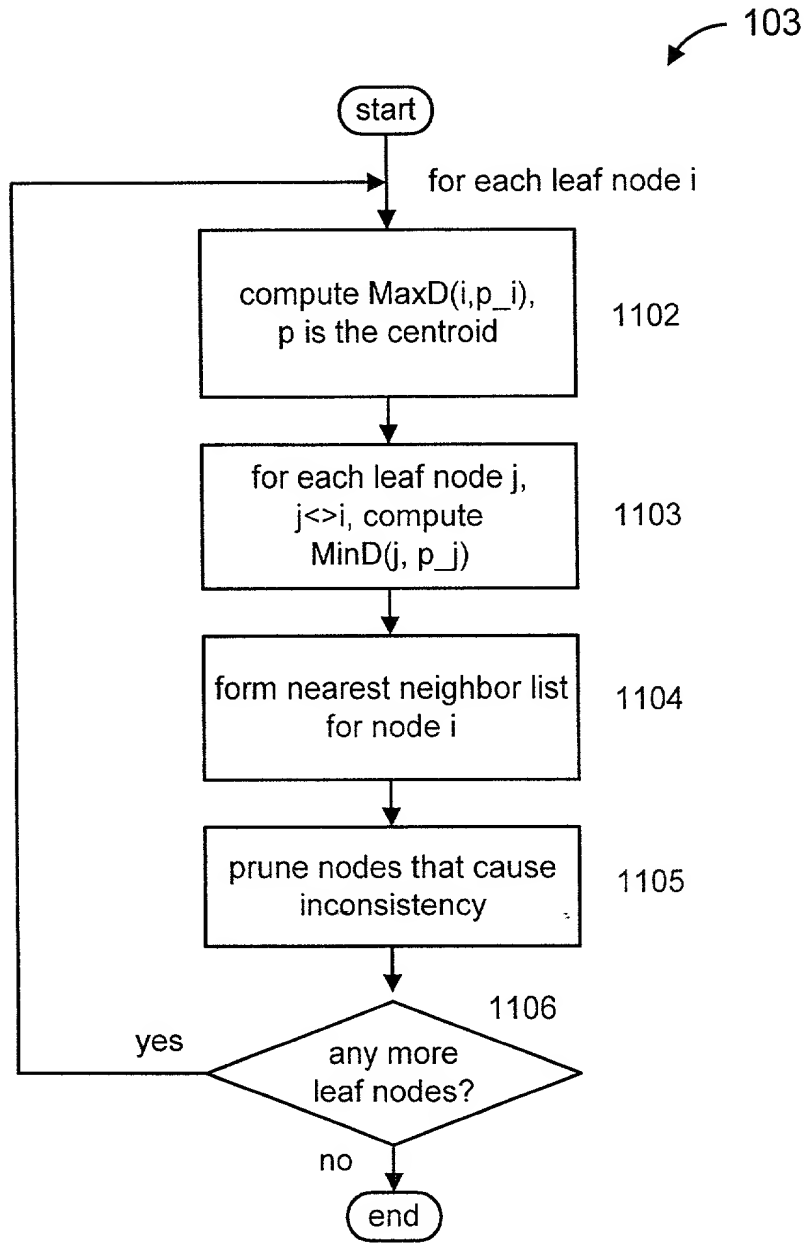 103
start
for each leaf node i
compute MaxD(i,p_i),
p is the centroid
1102
for each leaf node j,
j<>i, compute
MinD(j, p_j)
1103
form nearest neighbor list
for node i
1104
prune nodes that cause
inconsistency
1105
1106
any more
leaf nodes?
yes
no
end